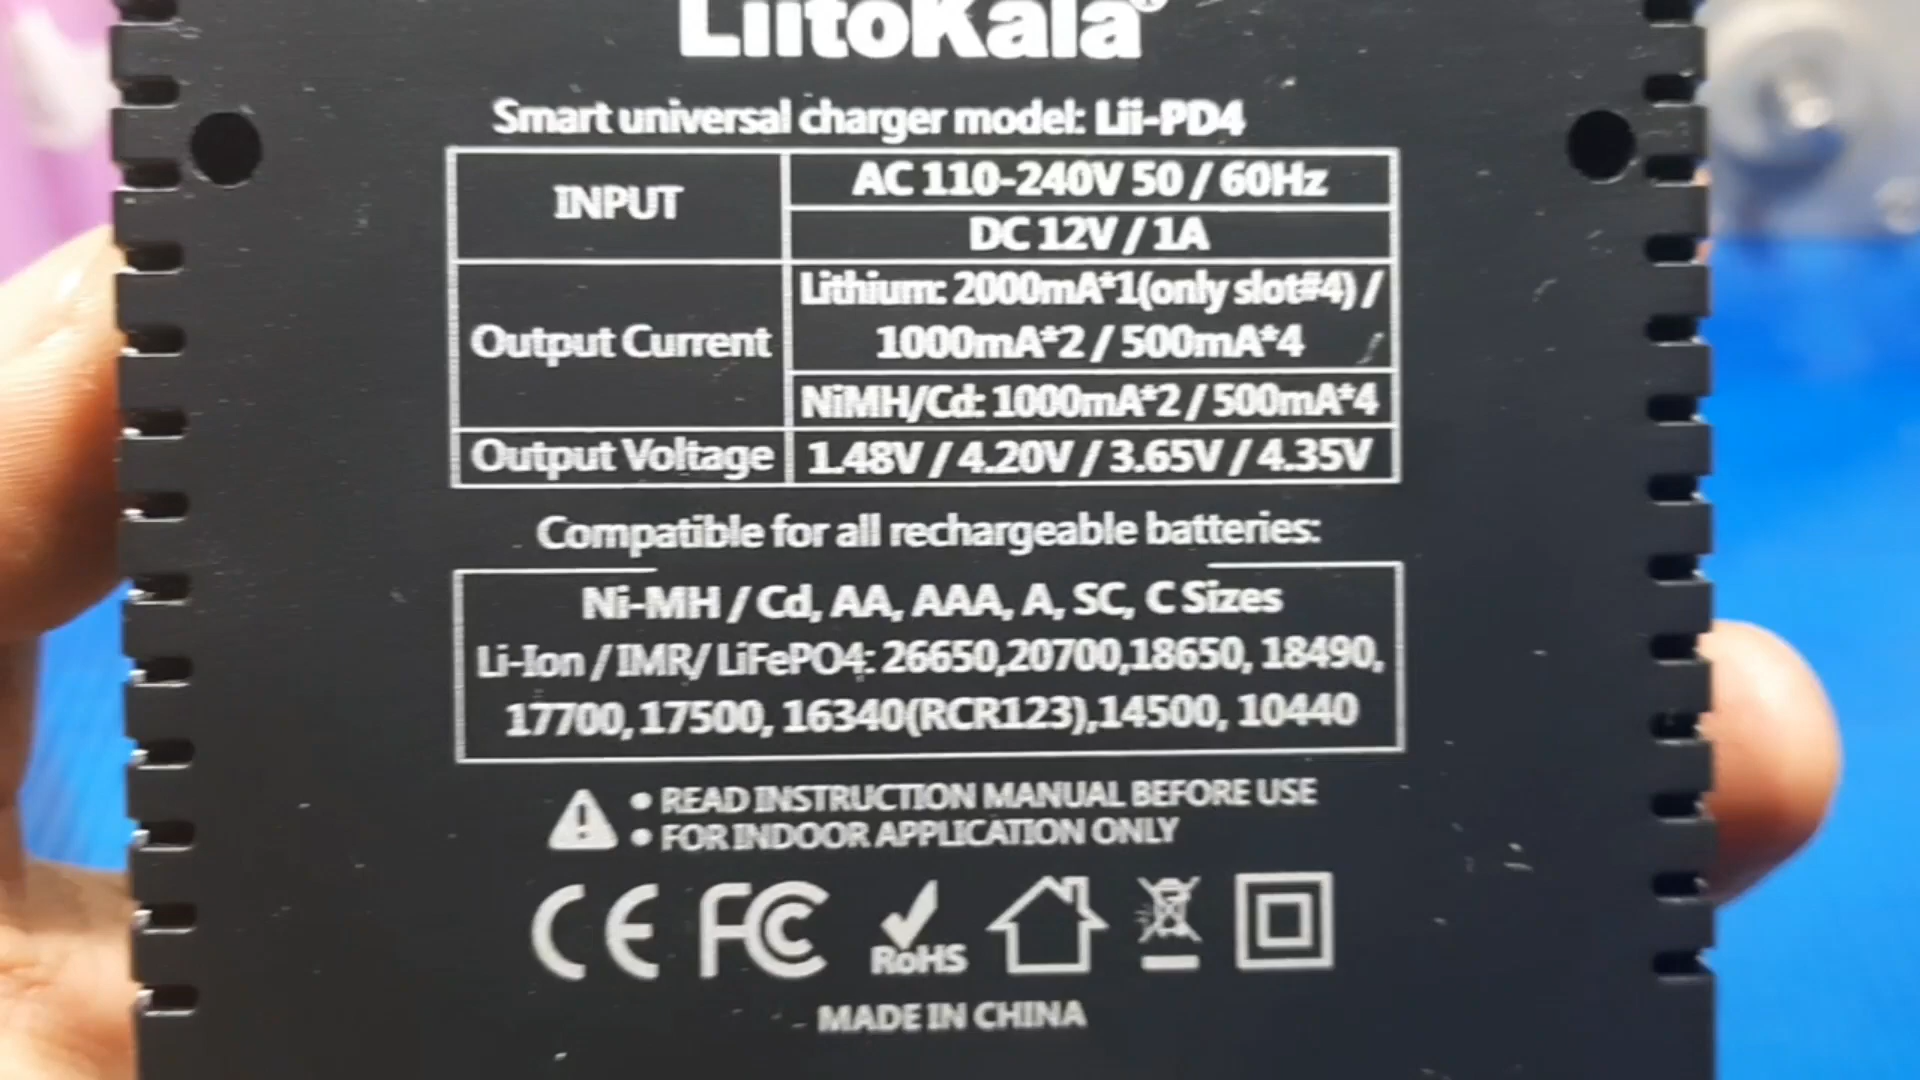 LiitoKala®
Smart universal charger model: Lii-PD4
INPUT
AC 110-240V 50 / 60Hz
DC 12V / 1A
Output Current
Lithium: 2000mA*1(only slot#4) /
1000mA*2 / 500mA*4
NiMH/Cd: 1000mA*2 / 500mA*4
Output Voltage
1.48V / 4.20V / 3.65V / 4.35V
Compatible for all rechargeable batteries:
Ni-MH / Cd, AA, AAA, A, SC, C Sizes
Li-Ion / IMR/ LiFePO4: 26650,20700,18650, 18490,
17700, 17500, 16340(RCR123),14500, 10440
• READ INSTRUCTION MANUAL BEFORE USE
• FOR INDOOR APPLICATION ONLY
CE FC RoHS
MADE IN CHINA